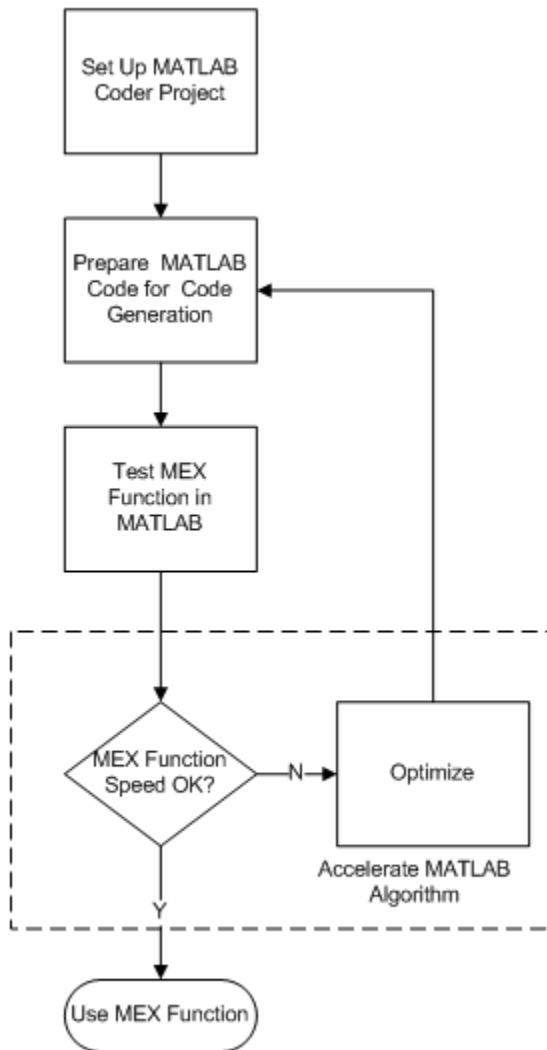 Set Up MATLAB
Coder Project
Prepare MATLAB
Code for Code
Generation
Test MEX
Function in
MATLAB
MEX Function
Speed OK?
N
Optimize
Accelerate MATLAB
Algorithm
Y
Use MEX Function